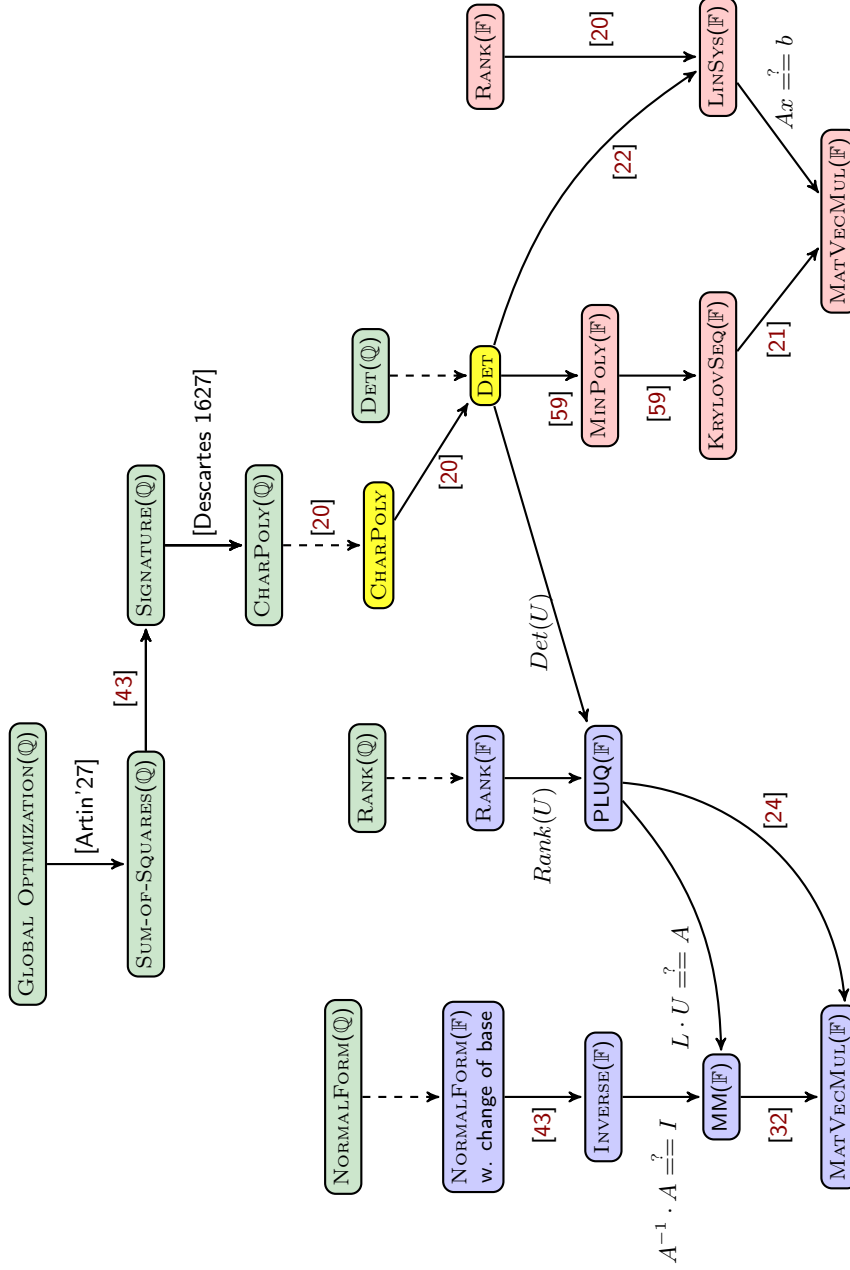 GLOBAL OPTIMIZATION(ℚ)
[Artin'27]
SUM-OF-SQUARES(ℚ)
[43]
SIGNATURE(ℚ)
[Descartes 1627]
CHARPOLY(ℚ)
[20]
NORMALFORM(ℚ)
RANK(ℚ)
CHARPOLY
DET(ℚ)
[20]
NORMALFORM(𝔽)
w. change of base
RANK(𝔽)
DET
RANK(𝔽)
[43]
Rank(U)
Det(U)
[59]
[22]
[20]
INVERSE(𝔽)
PLUQ(𝔽)
MINPOLY(𝔽)
[59]
A⁻¹ · A ≟== I
L · U ≟== A
MM(𝔽)
KRYLOVSEQ(𝔽)
LINSYS(𝔽)
[32]
[24]
[21]
Ax ≟== b
MATVECMUL(𝔽)
MATVECMUL(𝔽)